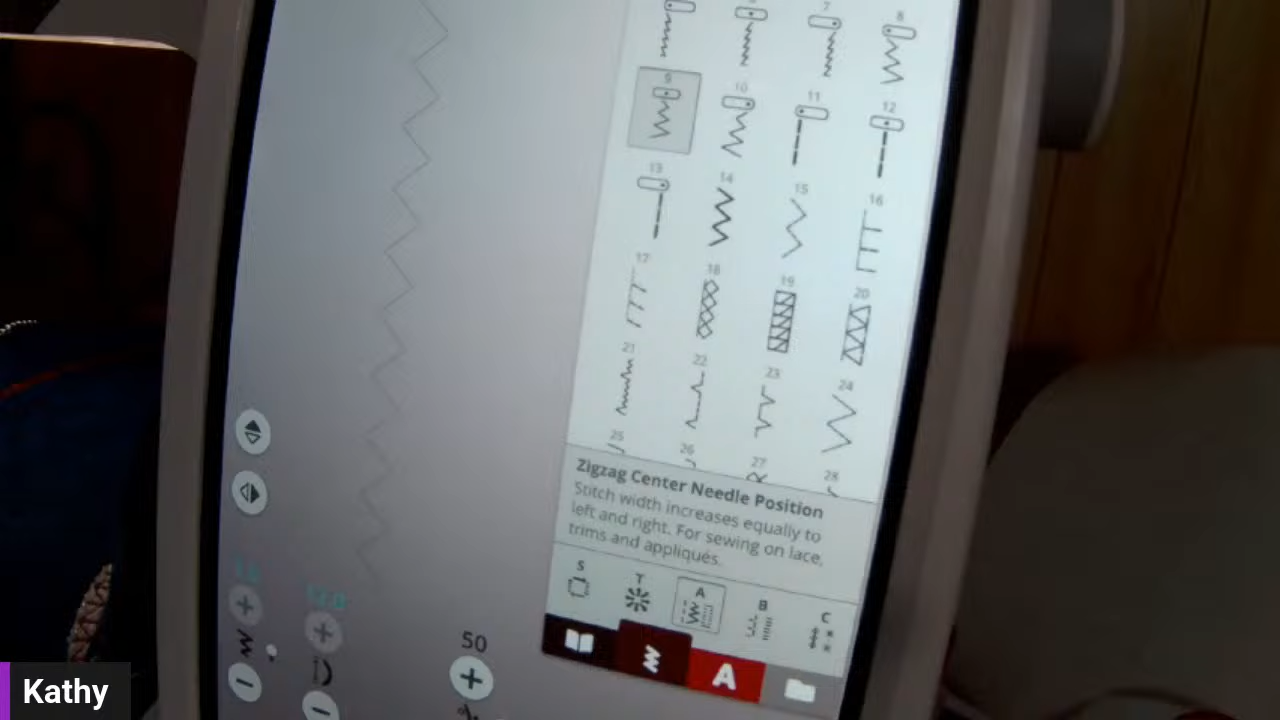 7
8
9
10
11
12
13
14
15
16
17
18
19
20
21
22
23
24
25
26
27
28
Zigzag Center Needle Position
Stitch width increases equally to
left and right. For sewing on lace,
trims and appliqués.
S
T
A
B
C
A
50
Kathy